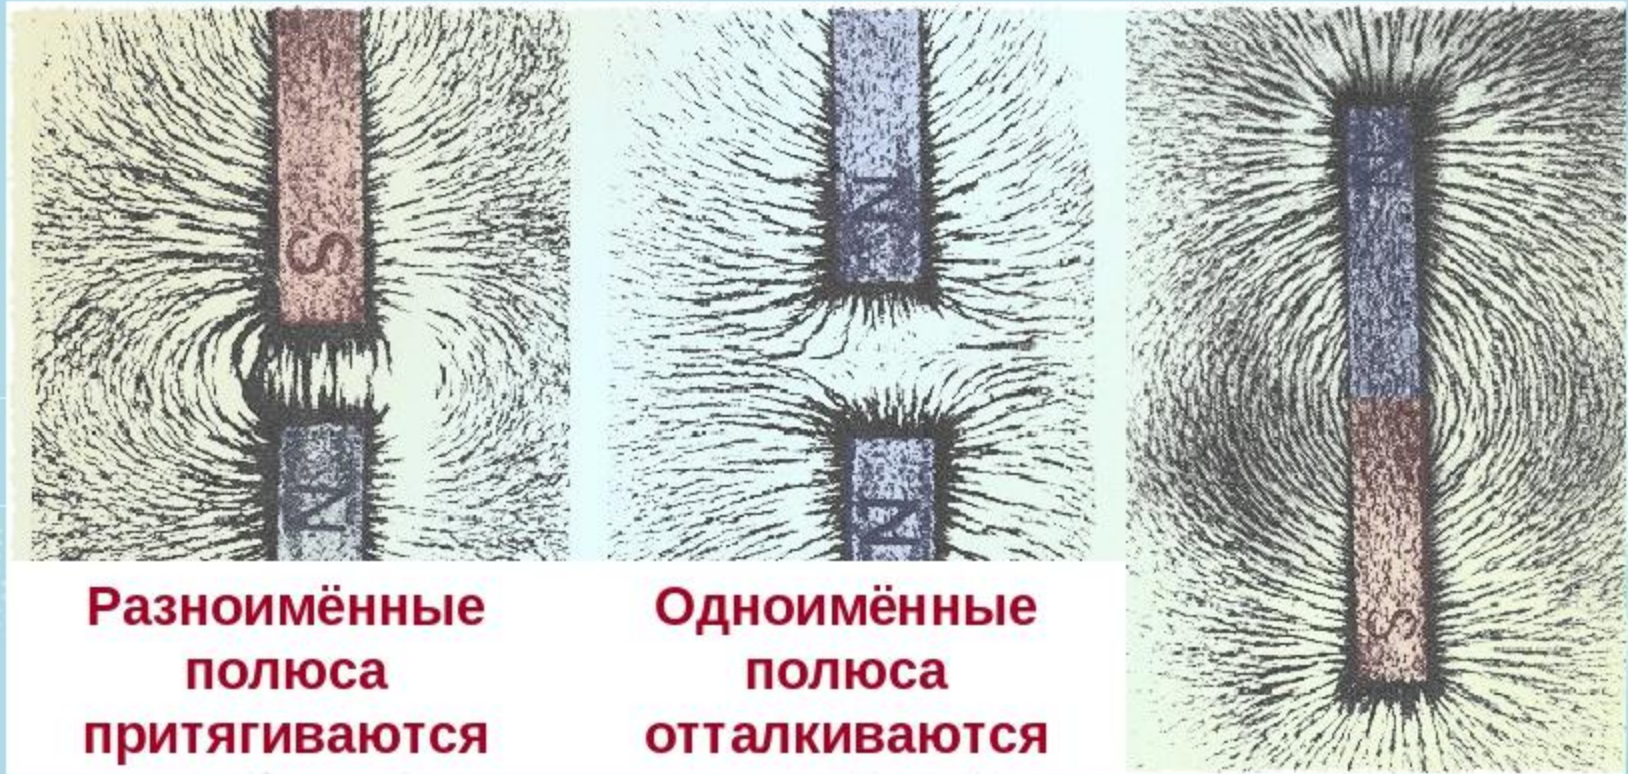 S
N
Разноимённые
полюса
притягиваются
N
N
Одноимённые
полюса
отталкиваются
N
S